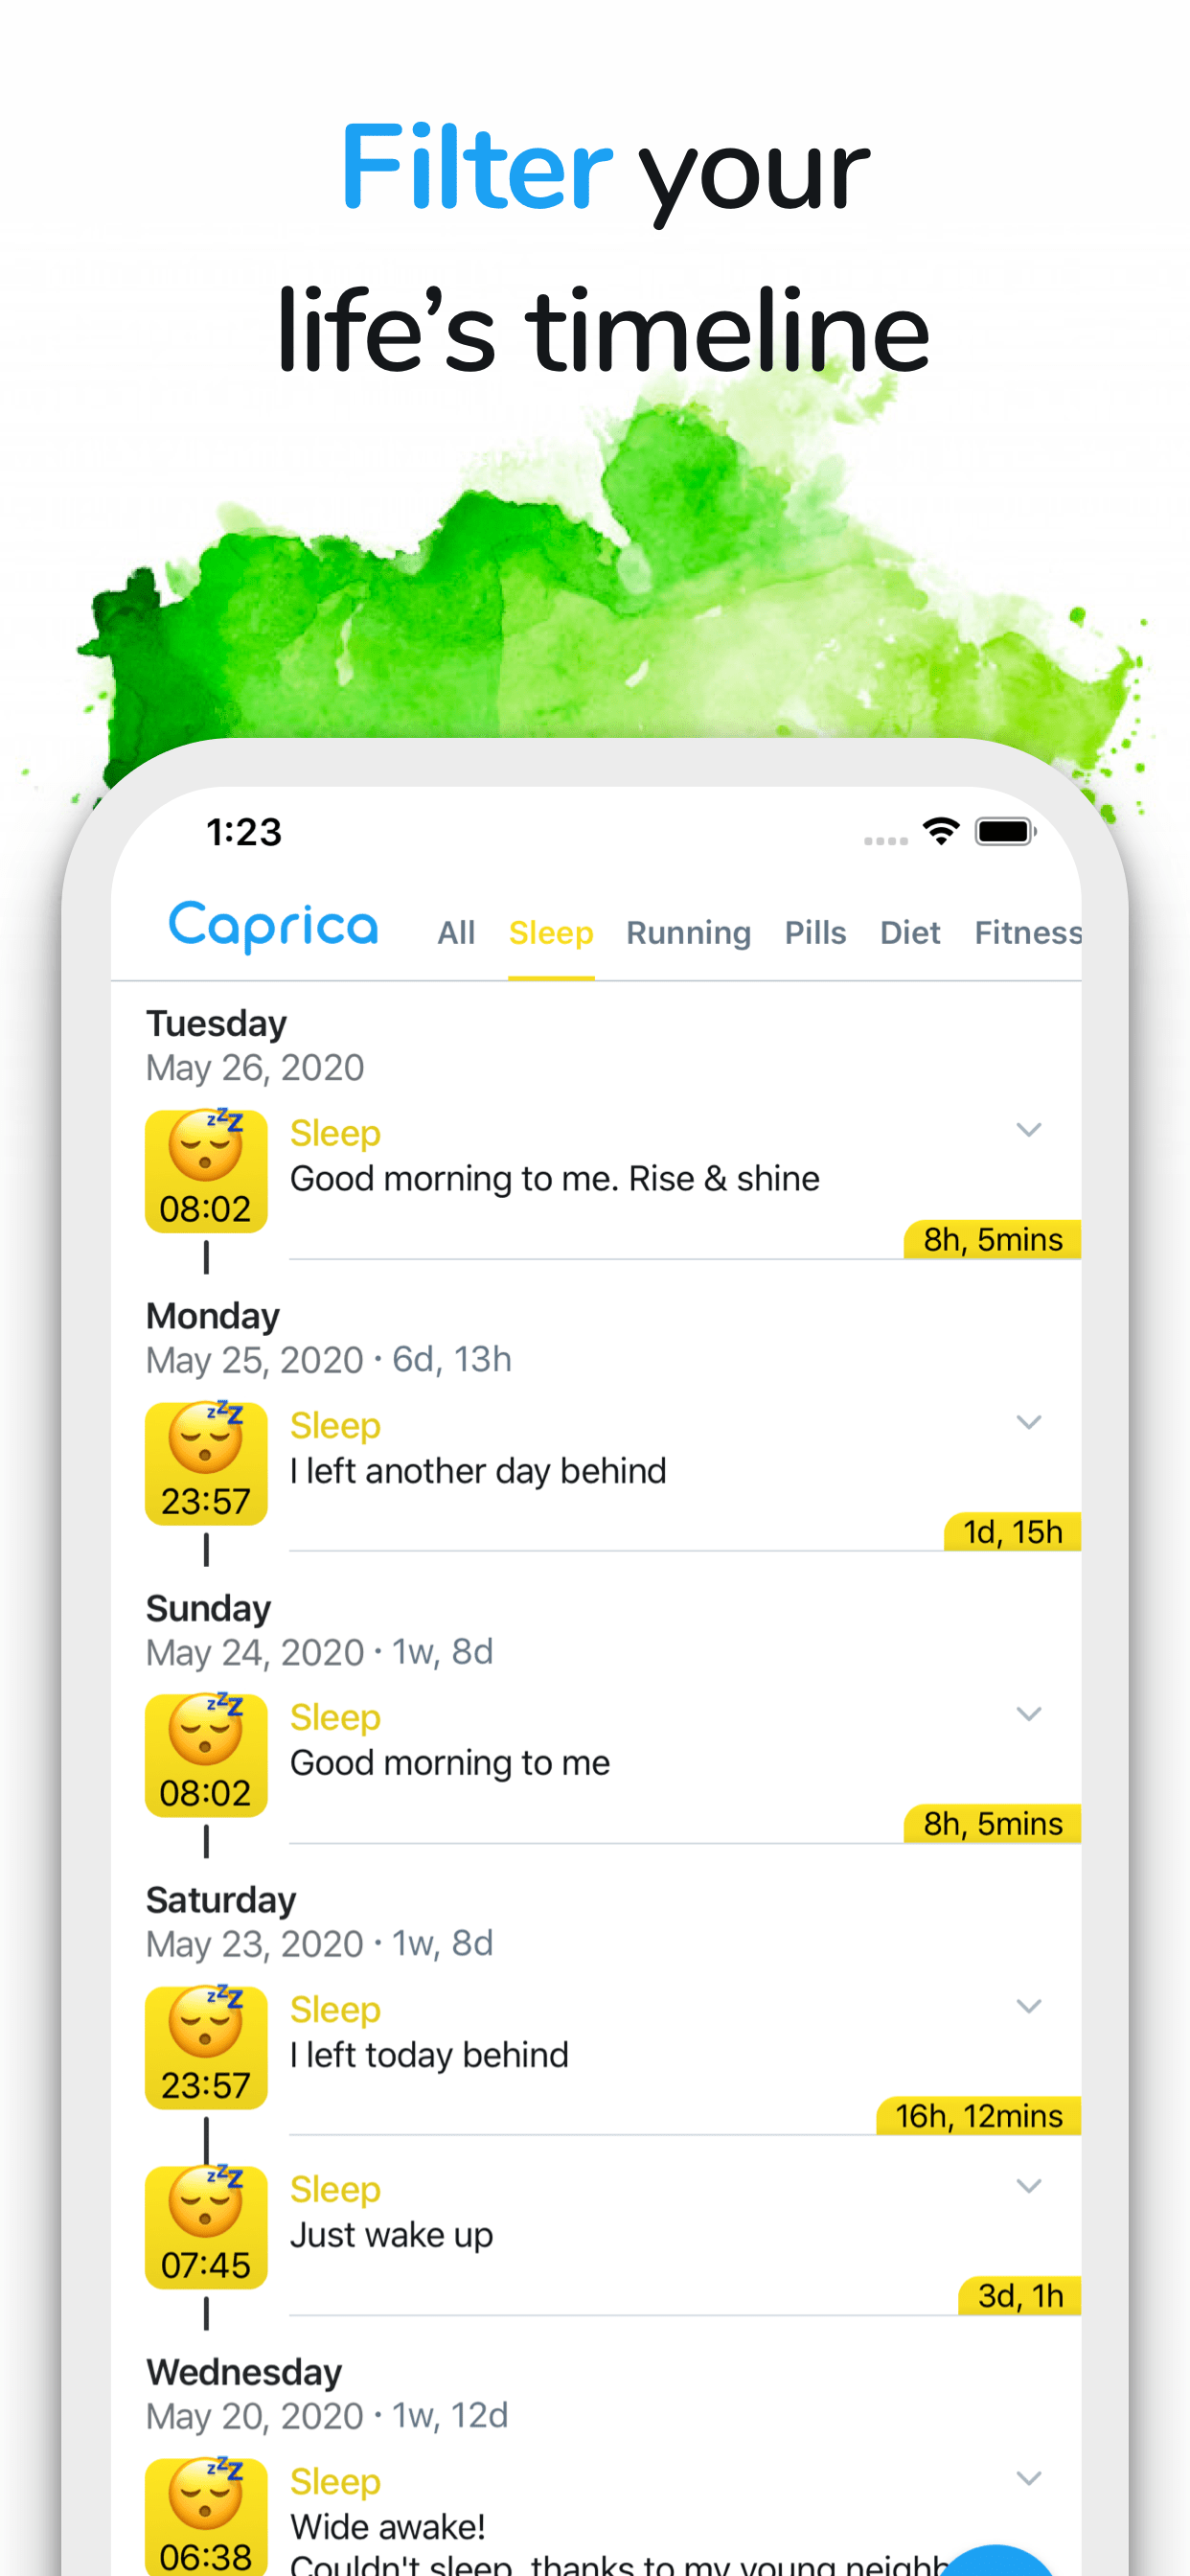 Filter your
life’s timeline
1:23
Caprica All Sleep Running Pills Diet Fitness
Tuesday
May 26, 2020
Sleep
Good morning to me. Rise & shine
08:02
8h, 5mins
Monday
May 25, 2020 · 6d, 13h
Sleep
I left another day behind
23:57
1d, 15h
Sunday
May 24, 2020 · 1w, 8d
Sleep
Good morning to me
08:02
8h, 5mins
Saturday
May 23, 2020 · 1w, 8d
Sleep
I left today behind
23:57
16h, 12mins
Sleep
Just wake up
07:45
3d, 1h
Wednesday
May 20, 2020 · 1w, 12d
Sleep
Wide awake!
06:38
Couldn't sleep, thanks to my young